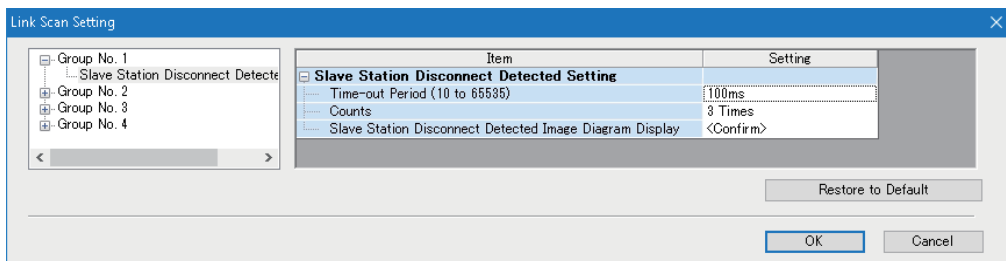 Link Scan Setting
Group No. 1
Slave Station Disconnect Detecte
Group No. 2
Group No. 3
Group No. 4
Item Setting
Slave Station Disconnect Detected Setting
Time-out Period (10 to 65535) 100ms
Counts 3 Times
Slave Station Disconnect Detected Image Diagram Display <Confirm>
Restore to Default
OK Cancel